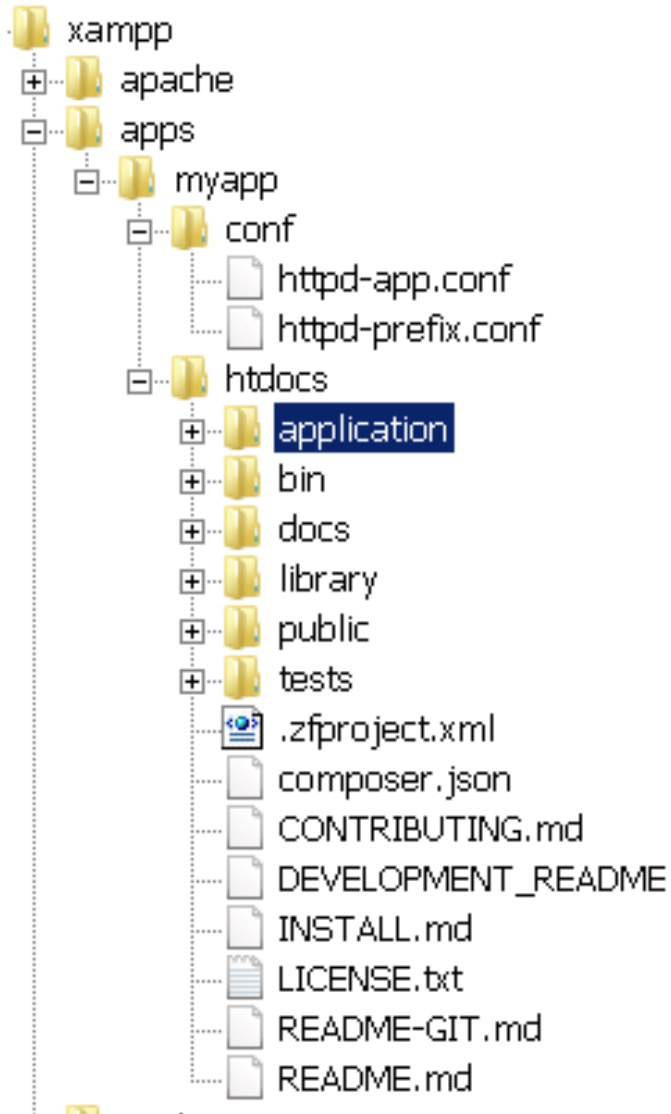 xampp
apache
apps
myapp
conf
httpd-app.conf
httpd-prefix.conf
htdocs
application
bin
docs
library
public
tests
.zfproject.xml
composer.json
CONTRIBUTING.md
DEVELOPMENT_README
INSTALL.md
LICENSE.txt
README-GIT.md
README.md